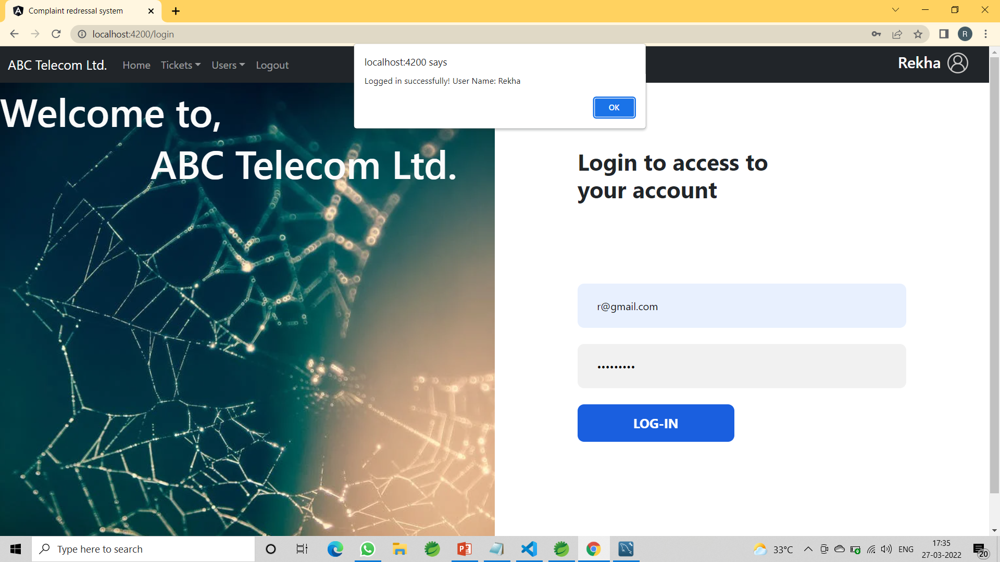 Complaint redressal system
localhost:4200/login
R
ABC Telecom Ltd.
Home
Tickets
Users
Logout
Rekha
localhost:4200 says
Logged in successfully! User Name: Rekha
OK
Welcome to,
ABC Telecom Ltd.
Login to access to
your account
r@gmail.com
•••••••••
LOG-IN
Type here to search
33°C
ENG
17:35
27-03-2022
20